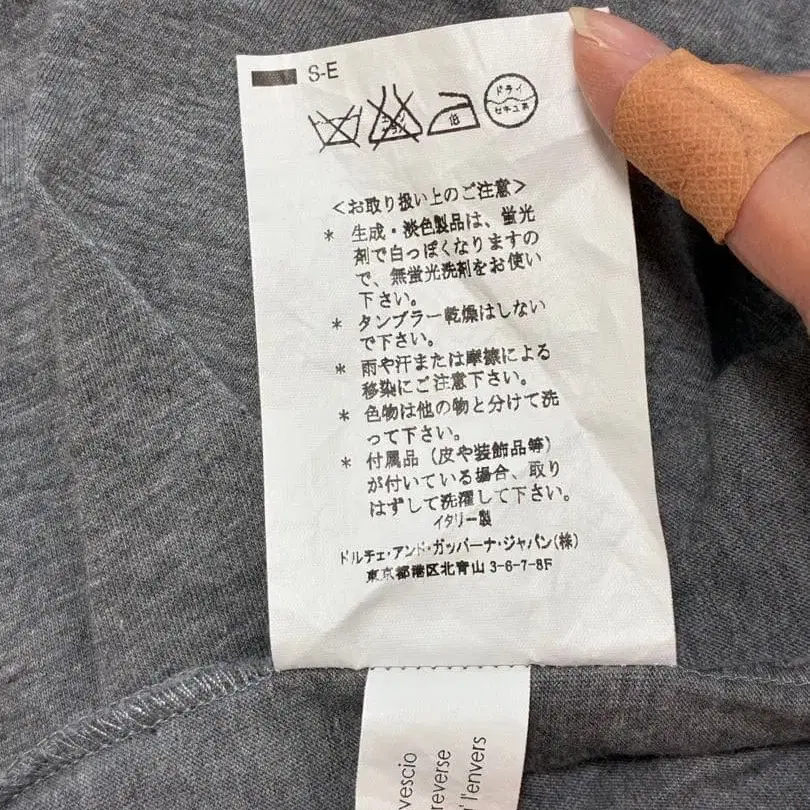 S-E
エンソサラシ
低
ドライ
セキユ系
＜お取り扱い上のご注意＞
* 生成・淡色製品は、蛍光
剤で白っぽくなりますの
で、無蛍光洗剤をお使い
下さい。
* タンブラー乾燥はしない
で下さい。
* 雨や汗または摩擦による
移染にご注意下さい。
* 色物は他の物と分けて洗
って下さい。
* 付属品（皮や装飾品等）
が付いている場合、取り
はずして洗濯して下さい。
イタリー製
ドルチェ・アンド・ガッバーナ・ジャパン(株)
東京都港区北青山 3-6-7-8F
vescio
reverse
l'envers